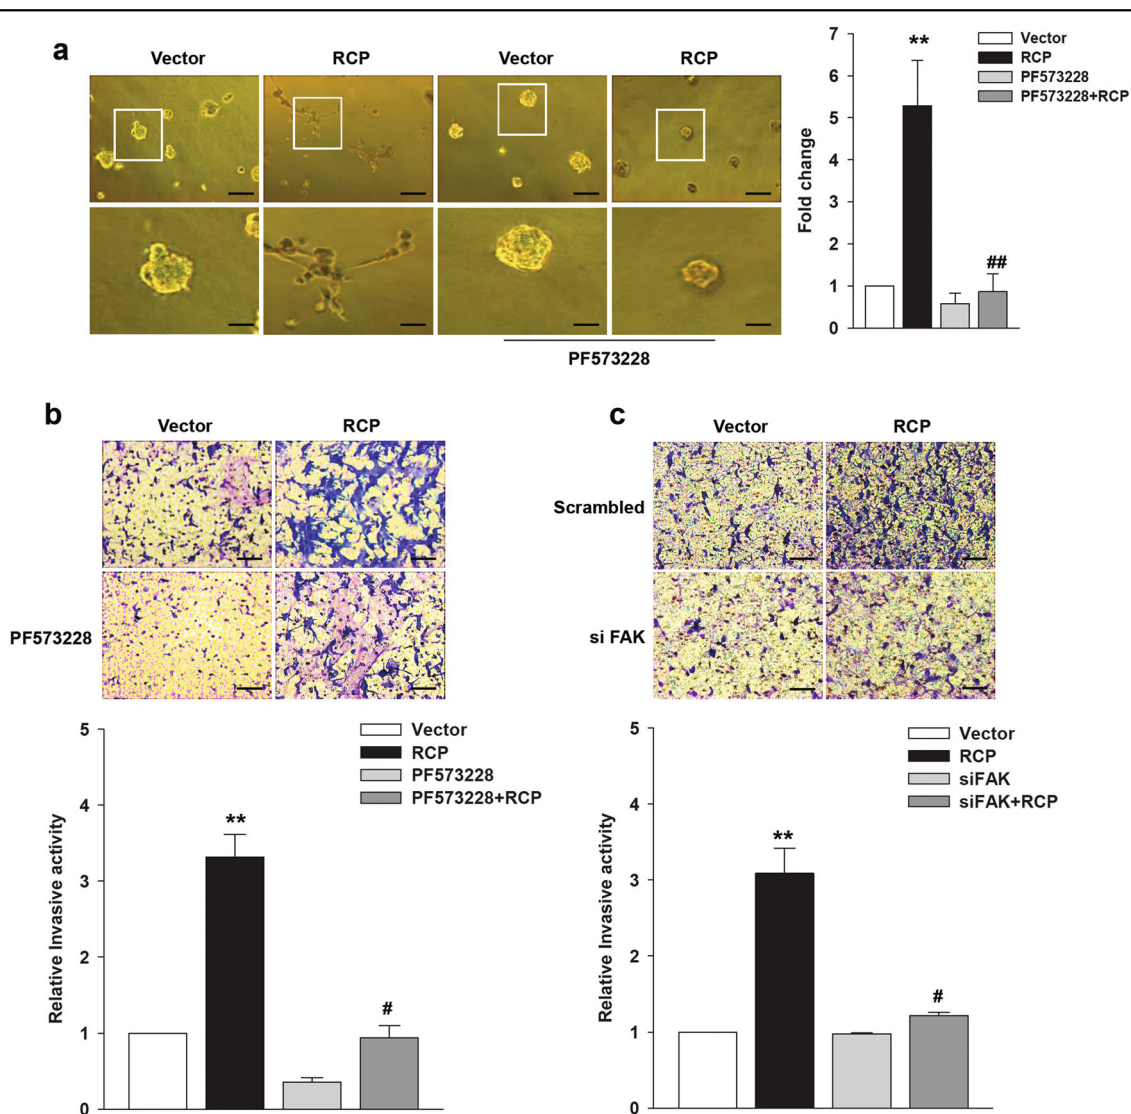 a
Vector
RCP
Vector
RCP
PF573228
Fold change
7
6
5
4
3
2
1
0
**
##
Vector
RCP
PF573228
PF573228+RCP
b
Vector
RCP
PF573228
Relative Invasive activity
5
4
3
2
1
0
**
#
Vector
RCP
PF573228
PF573228+RCP
c
Vector
RCP
Scrambled
si FAK
Relative Invasive activity
5
4
3
2
1
0
**
#
Vector
RCP
siFAK
siFAK+RCP